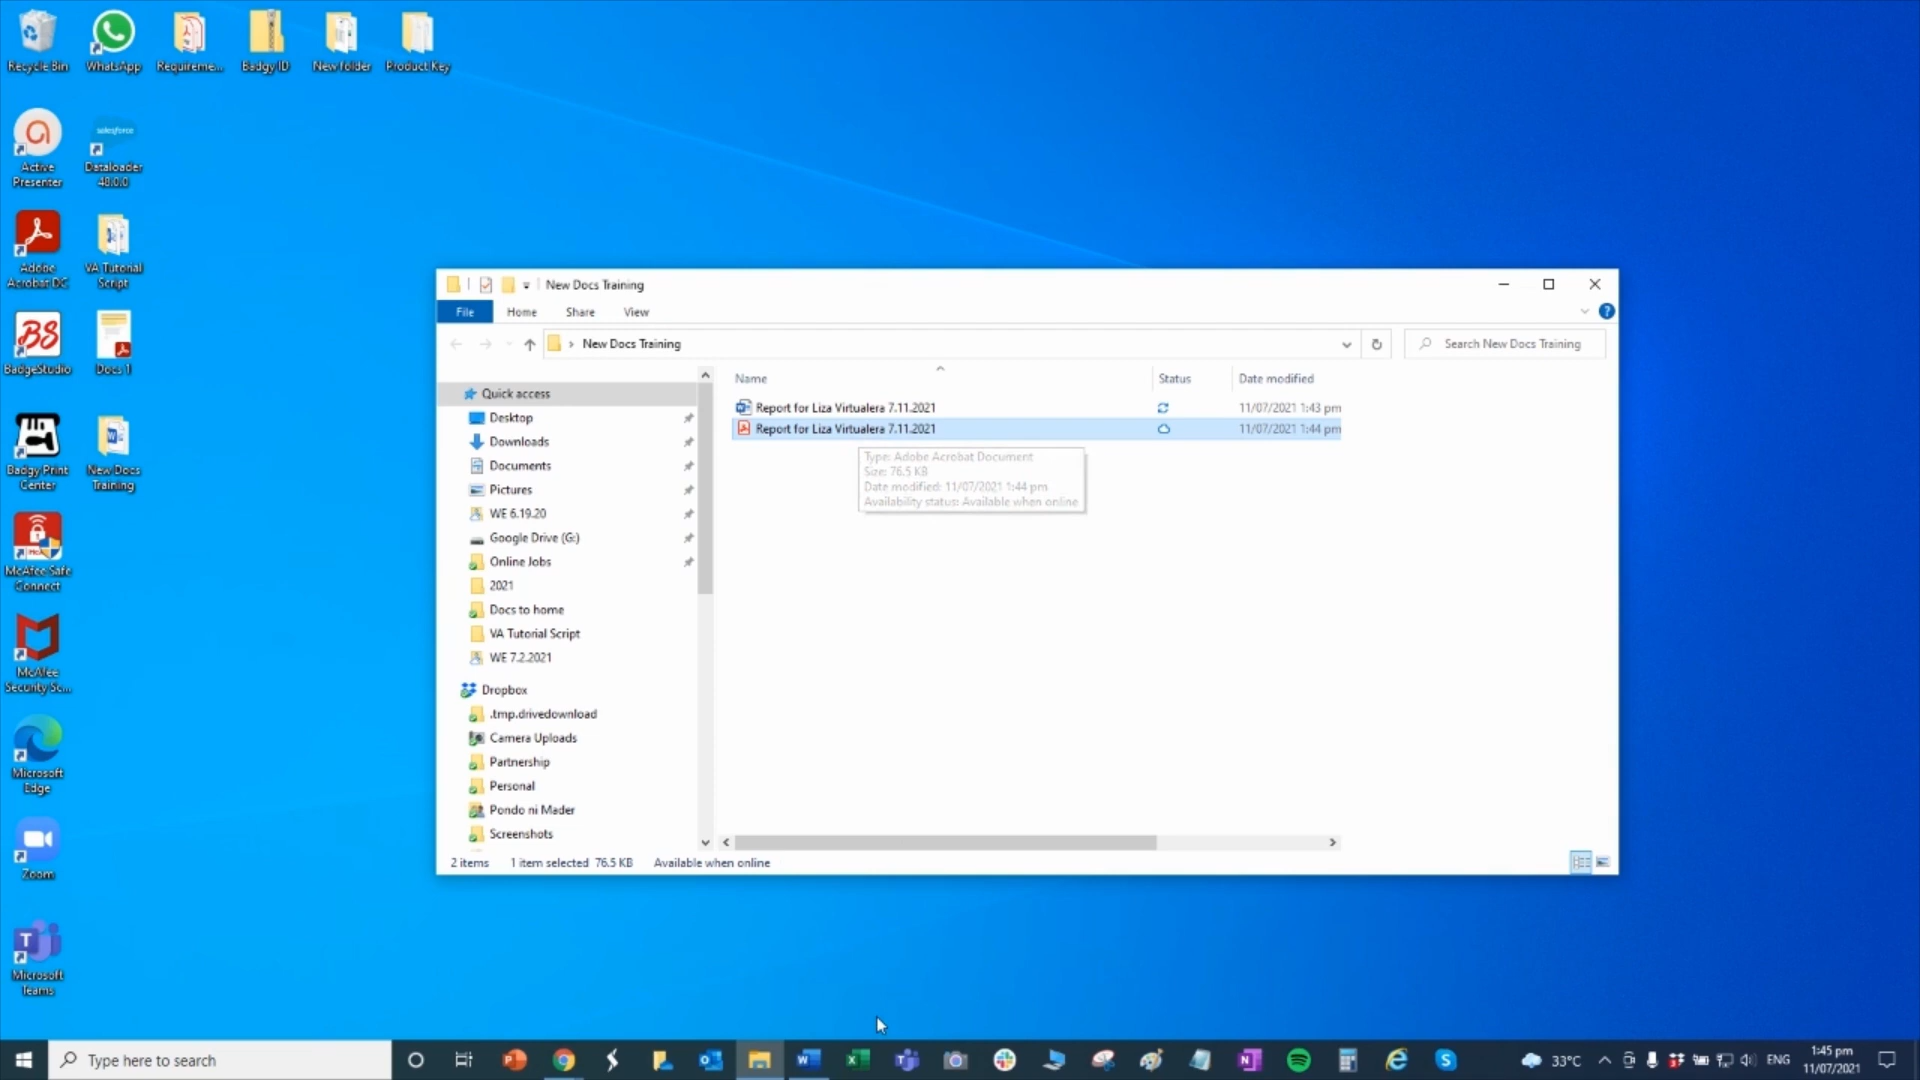 Recycle Bin
WhatsApp
Requireme...
Badgy ID
New folder
Product Key
Active
Presenter
salesforce
Dataloader
48.0.0
Adobe
Acrobat DC
VA Tutorial
Script
BadgeStudio
Docs 1
Badgy Print
Center
New Docs
Training
McAfee Safe
Connect
McAfee
Security Sc...
Microsoft
Edge
Zoom
Microsoft
Teams
New Docs Training
File
Home
Share
View
New Docs Training
Search New Docs Training
Name
Status
Date modified
Report for Liza Virtualera 7.11.2021
11/07/2021 1:43 pm
Report for Liza Virtualera 7.11.2021
11/07/2021 1:44 pm
Type: Adobe Acrobat Document
Size: 76.5 KB
Date modified: 11/07/2021 1:44 pm
Availability status: Available when online
Quick access
Desktop
Downloads
Documents
Pictures
WE 6.19.20
Google Drive (G:)
Online Jobs
2021
Docs to home
VA Tutorial Script
WE 7.2.2021
Dropbox
.tmp.drivedownload
Camera Uploads
Partnership
Personal
Pondo ni Mader
Screenshots
2 items
1 item selected 76.5 KB
Available when online
Type here to search
33°C
ENG
1:45 pm
11/07/2021